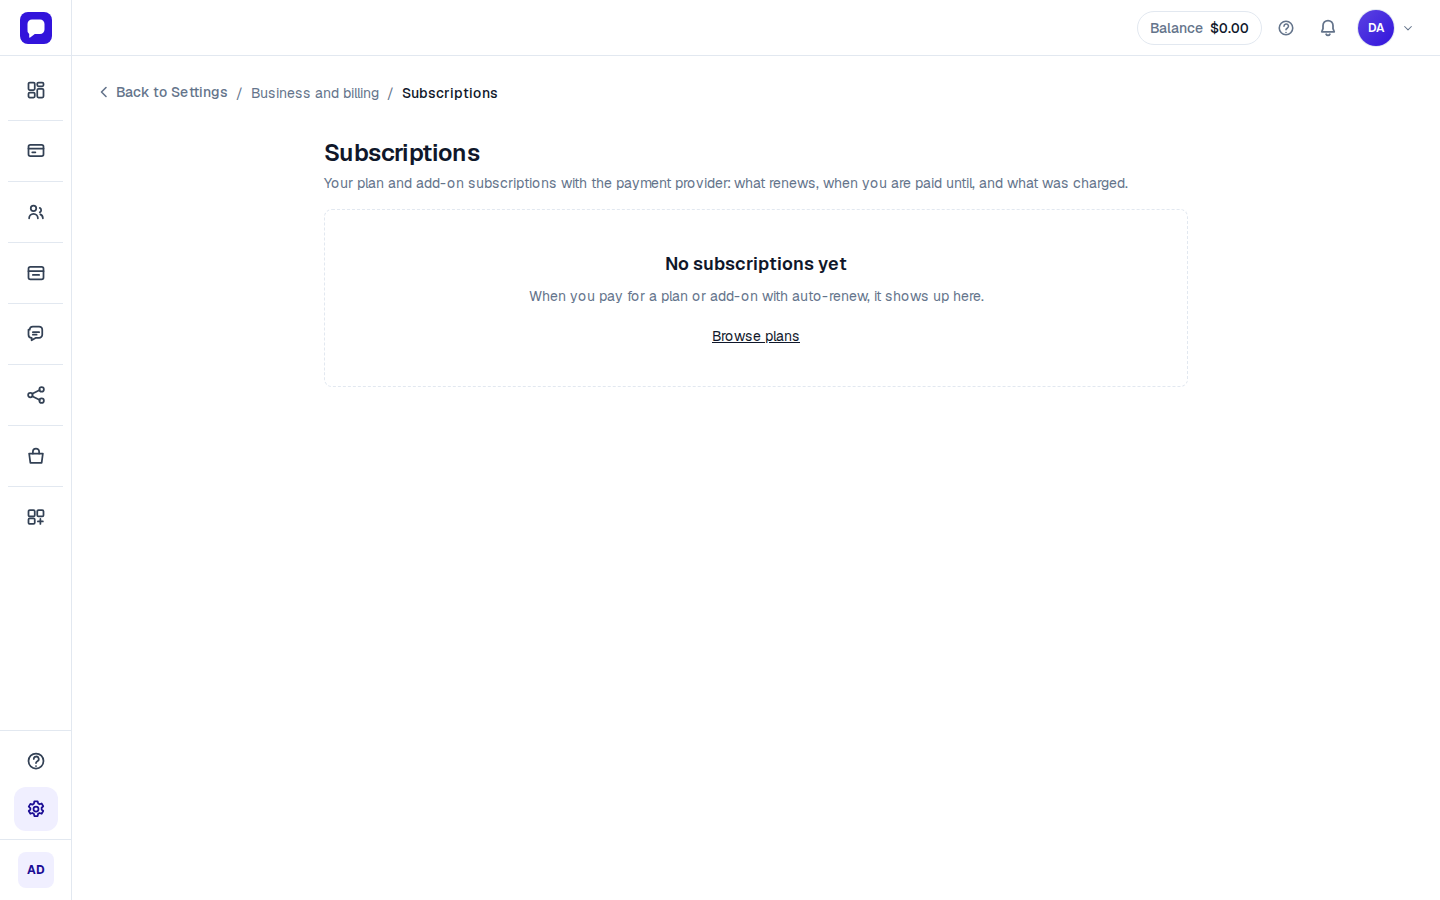 Balance $0.00
DA
Back to Settings / Business and billing / Subscriptions
Subscriptions
Your plan and add-on subscriptions with the payment provider: what renews, when you are paid until, and what was charged.
No subscriptions yet
When you pay for a plan or add-on with auto-renew, it shows up here.
Browse plans
AD